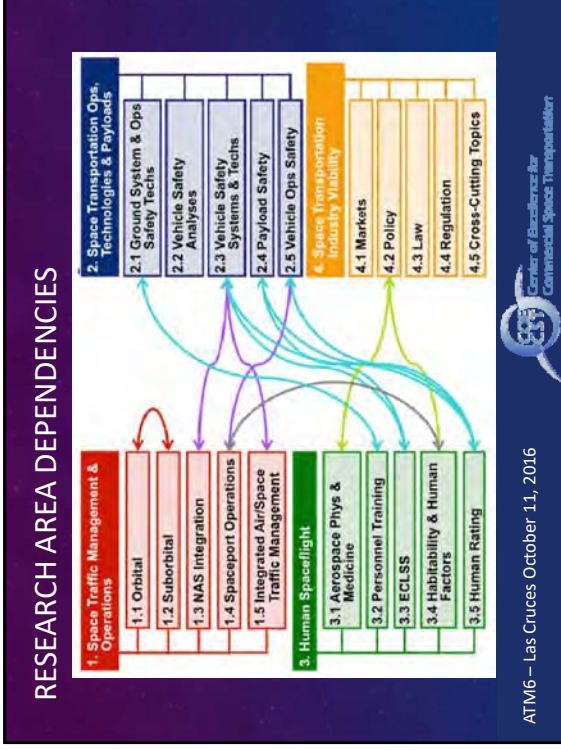 RESEARCH AREA DEPENDENCIES
1. Space Traffic Management &
Operations
1.1 Orbital
1.2 Suborbital
1.3 NAS Integration
1.4 Spaceport Operations
1.5 Integrated Air/Space
Traffic Management
2. Space Transportation Ops,
Technologies & Payloads
2.1 Ground System & Ops
Safety Techs
2.2 Vehicle Safety
Analyses
2.3 Vehicle Safety
Systems & Techs
2.4 Payload Safety
2.5 Vehicle Ops Safety
3. Human Spaceflight
3.1 Aerospace Phys &
Medicine
3.2 Personnel Training
3.3 ECLSS
3.4 Habitability & Human
Factors
3.5 Human Rating
4. Space Transportation
Industry Viability
4.1 Markets
4.2 Policy
4.3 Law
4.4 Regulation
4.5 Cross-Cutting Topics
ATM6 – Las Cruces October 11, 2016
COE
CST
Center of Excellence for
Commercial Space Transportation